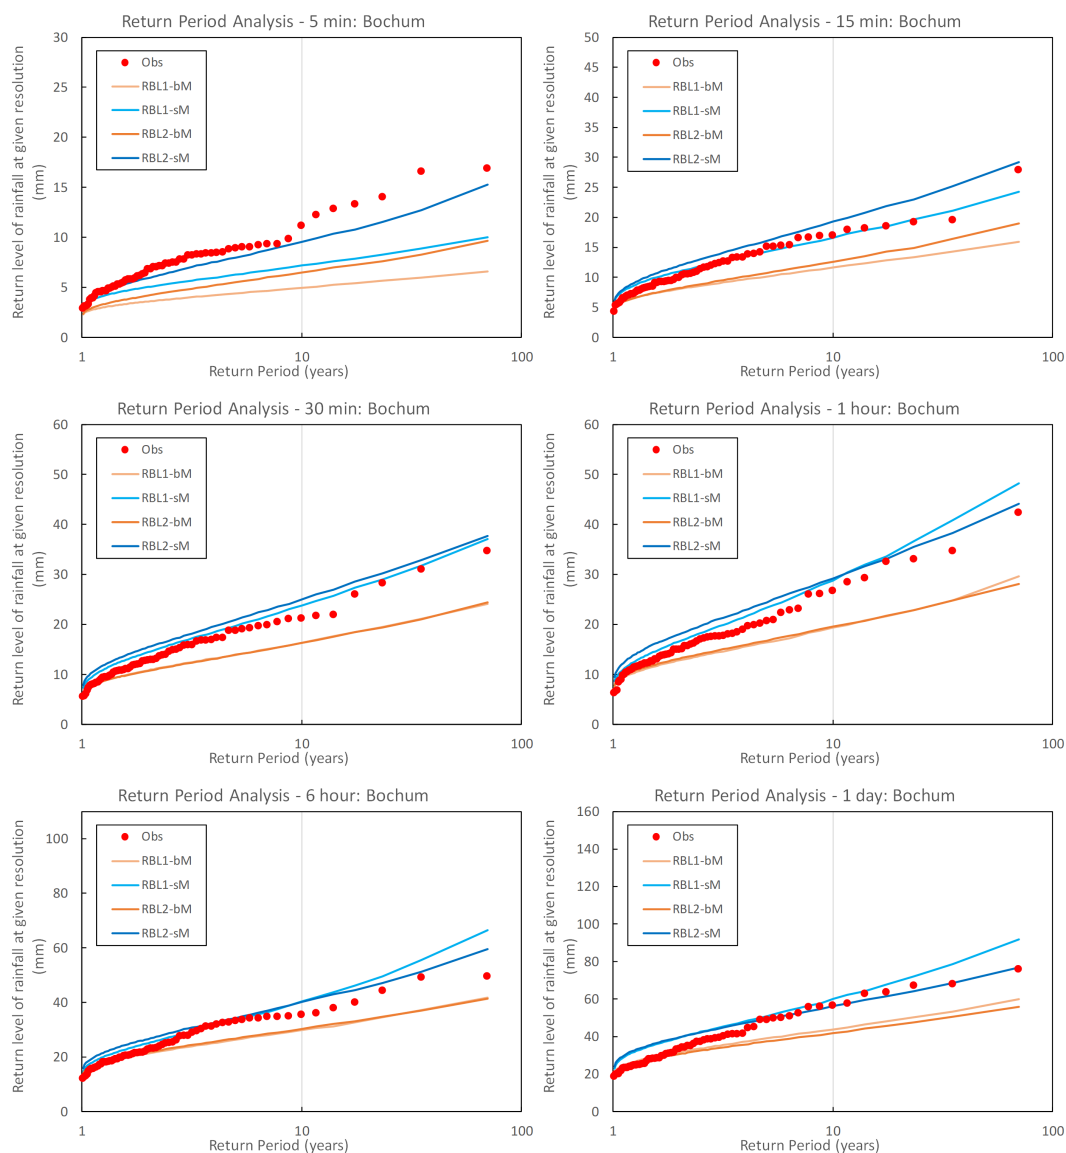 Return Period Analysis - 5 min: Bochum
Return level of rainfall at given resolution
(mm)
30
25
20
15
10
5
0
Obs
RBL1-bM
RBL1-sM
RBL2-bM
RBL2-sM
1
10
100
Return Period (years)
Return Period Analysis - 15 min: Bochum
Return level of rainfall at given resolution
(mm)
50
45
40
35
30
25
20
15
10
5
0
Obs
RBL1-bM
RBL1-sM
RBL2-bM
RBL2-sM
1
10
100
Return Period (years)
Return Period Analysis - 30 min: Bochum
Return level of rainfall at given resolution
(mm)
60
50
40
30
20
10
0
Obs
RBL1-bM
RBL1-sM
RBL2-bM
RBL2-sM
1
10
100
Return Period (years)
Return Period Analysis - 1 hour: Bochum
Return level of rainfall at given resolution
(mm)
60
50
40
30
20
10
0
Obs
RBL1-bM
RBL1-sM
RBL2-bM
RBL2-sM
1
10
100
Return Period (years)
Return Period Analysis - 6 hour: Bochum
Return level of rainfall at given resolution
(mm)
100
80
60
40
20
0
Obs
RBL1-bM
RBL1-sM
RBL2-bM
RBL2-sM
1
10
100
Return Period (years)
Return Period Analysis - 1 day: Bochum
Return level of rainfall at given resolution
(mm)
160
140
120
100
80
60
40
20
0
Obs
RBL1-bM
RBL1-sM
RBL2-bM
RBL2-sM
1
10
100
Return Period (years)